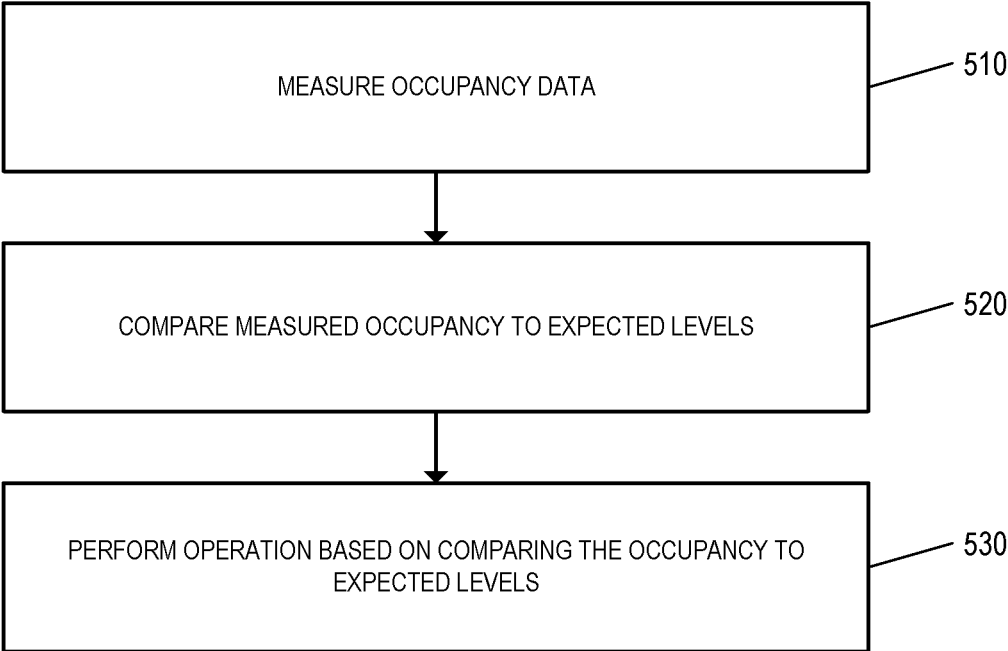 MEASURE OCCUPANCY DATA
510
COMPARE MEASURED OCCUPANCY TO EXPECTED LEVELS
520
PERFORM OPERATION BASED ON COMPARING THE OCCUPANCY TO
EXPECTED LEVELS
530